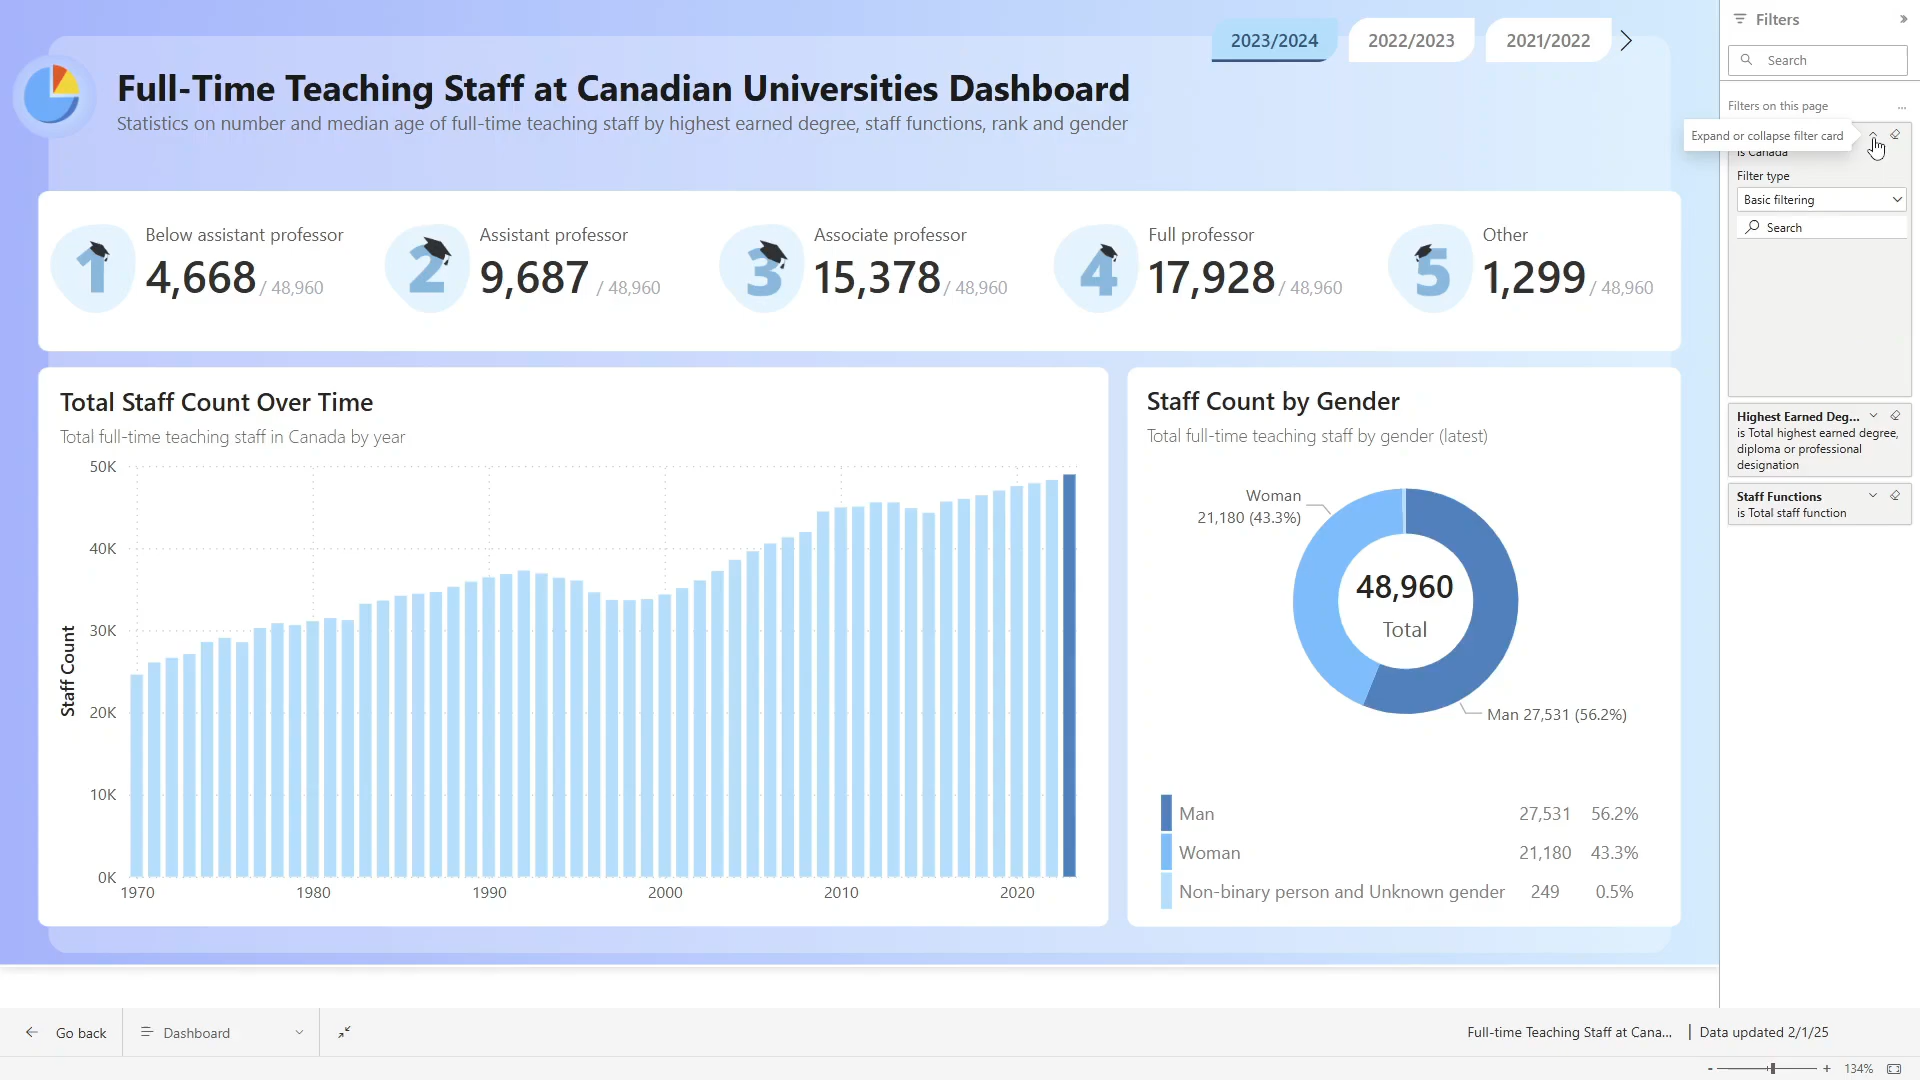 2023/2024
2022/2023
2021/2022
Full-Time Teaching Staff at Canadian Universities Dashboard
Statistics on number and median age of full-time teaching staff by highest earned degree, staff functions, rank and gender
1
Below assistant professor
4,668 / 48,960
2
Assistant professor
9,687 / 48,960
3
Associate professor
15,378 / 48,960
4
Full professor
17,928 / 48,960
5
Other
1,299 / 48,960
Total Staff Count Over Time
Total full-time teaching staff in Canada by year
50K
40K
30K
20K
10K
0K
Staff Count
1970
1980
1990
2000
2010
2020
Staff Count by Gender
Total full-time teaching staff by gender (latest)
Woman
21,180 (43.3%)
48,960
Total
Man 27,531 (56.2%)
Man 27,531 56.2%
Woman 21,180 43.3%
Non-binary person and Unknown gender 249 0.5%
Filters
Search
Filters on this page
...
Expand or collapse filter card
is Canada
Filter type
Basic filtering
Search
Highest Earned Deg...
is Total highest earned degree,
diploma or professional
designation
Staff Functions
is Total staff function
Go back
Dashboard
Full-time Teaching Staff at Cana... | Data updated 2/1/25
- + 134%